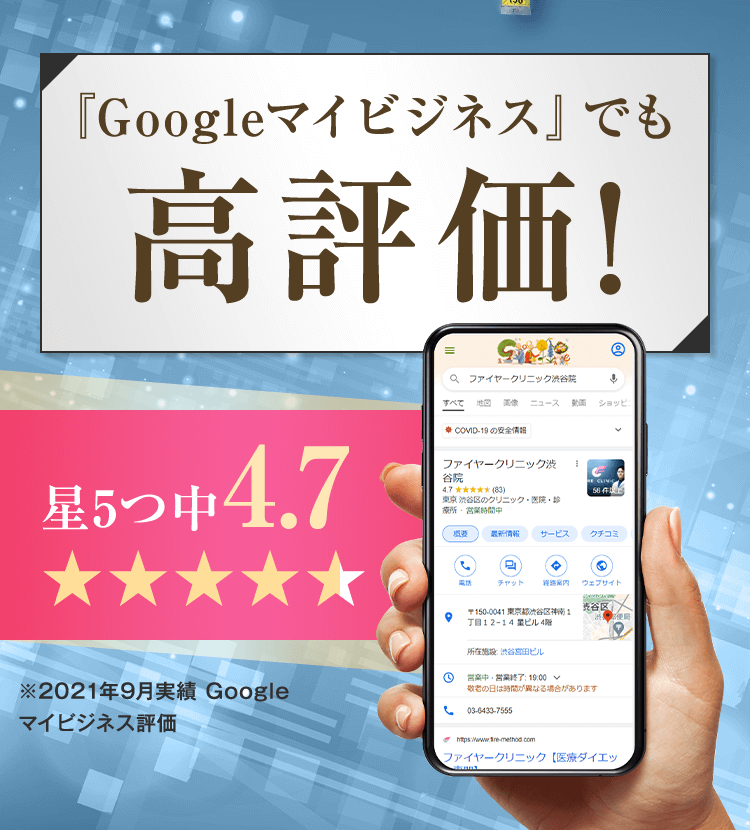 『Googleマイビジネス』でも
高評価!
星5つ中4.7
※2021年9月実績 Google
マイビジネス評価
Google
ファイヤークリニック渋谷院
すべて 地図 画像 ニュース 動画 ショッピ
COVID-19 の安全情報
ファイヤークリニック渋
谷院
4.7 ★★★★★ (83)
東京 渋谷区のクリニック・医院・診
療所・営業時間中
56 件以上
概要 最新情報 サービス クチコミ
電話 チャット 経路案内 ウェブサイト
〒150-0041 東京都渋谷区神南1
丁目12−14 星ビル 4階
渋谷区
所在施設: 渋谷宮田ビル
営業中・営業終了: 19:00
敬老の日は時間が異なる場合があります
03-6433-7555
https://www.fire-method.com
ファイヤークリニック【医療ダイエッ